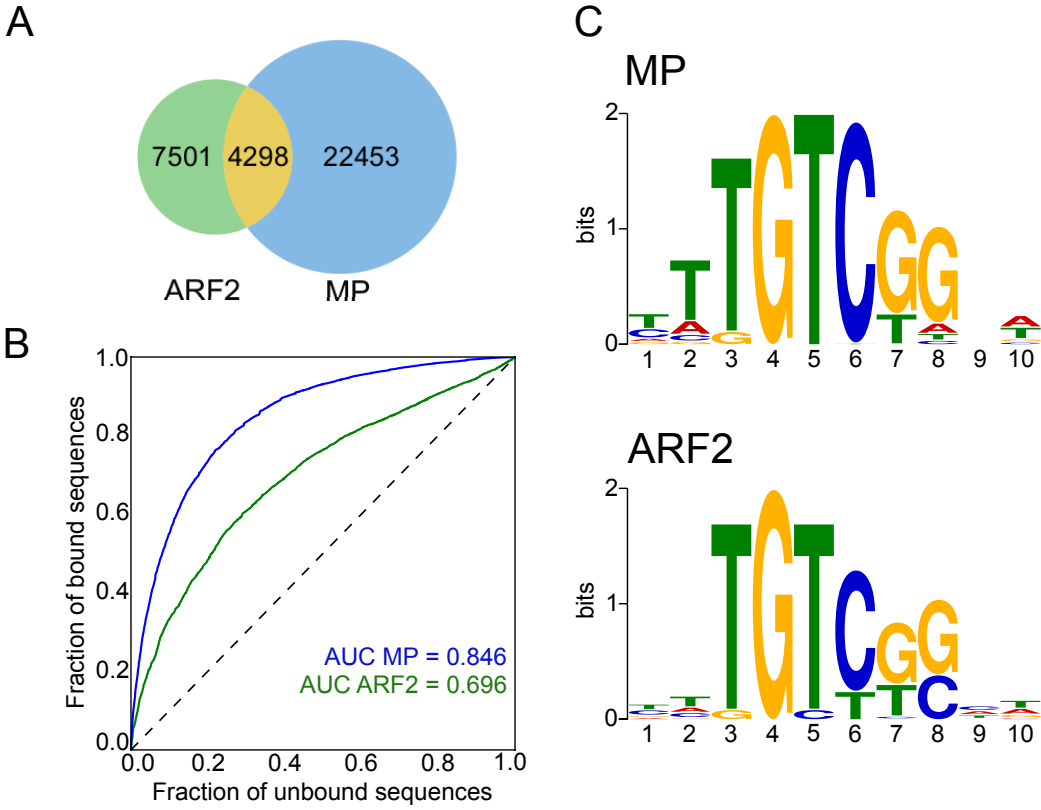 A
7501 4298 22453
ARF2 MP
B
1.0
0.8
0.6
0.4
0.2
0.0
Fraction of bound sequences
AUC MP = 0.846
AUC ARF2 = 0.696
0.0 0.2 0.4 0.6 0.8 1.0
Fraction of unbound sequences
C
MP
2
1
0
bits
T C A
T A C
T G
G
T
C
G T
G A T C
A T C
1 2 3 4 5 6 7 8 9 10
ARF2
2
1
0
bits
T C
T A C
T G
G
T C
C T
G T
G C
C A T
T A
1 2 3 4 5 6 7 8 9 10